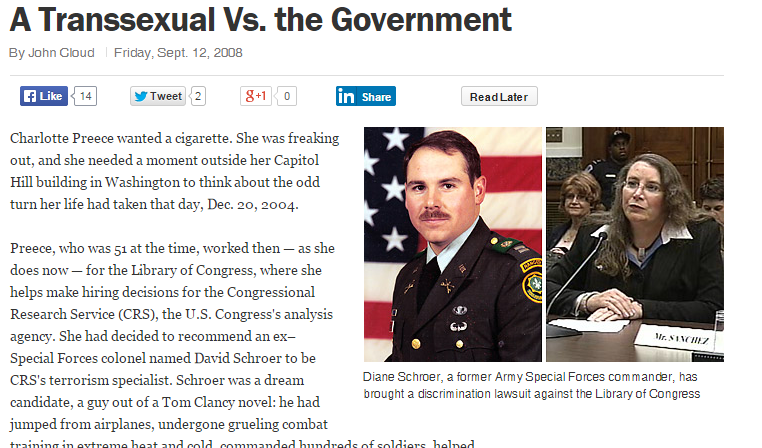 A Transsexual Vs. the Government
By John Cloud | Friday, Sept. 12, 2008
Like 14 Tweet 2 g+1 0 in Share Read Later
Charlotte Preece wanted a cigarette. She was freaking
out, and she needed a moment outside her Capitol
Hill building in Washington to think about the odd
turn her life had taken that day, Dec. 20, 2004.
Preece, who was 51 at the time, worked then — as she
does now — for the Library of Congress, where she
helps make hiring decisions for the Congressional
Research Service (CRS), the U.S. Congress's analysis
agency. She had decided to recommend an ex–
Special Forces colonel named David Schroer to be
CRS's terrorism specialist. Schroer was a dream
candidate, a guy out of a Tom Clancy novel: he had
jumped from airplanes, undergone grueling combat
training in extreme heat and cold, commanded hundreds of soldiers, helped
Mr. SANCHEZ
Diane Schroer, a former Army Special Forces commander, has
brought a discrimination lawsuit against the Library of Congress